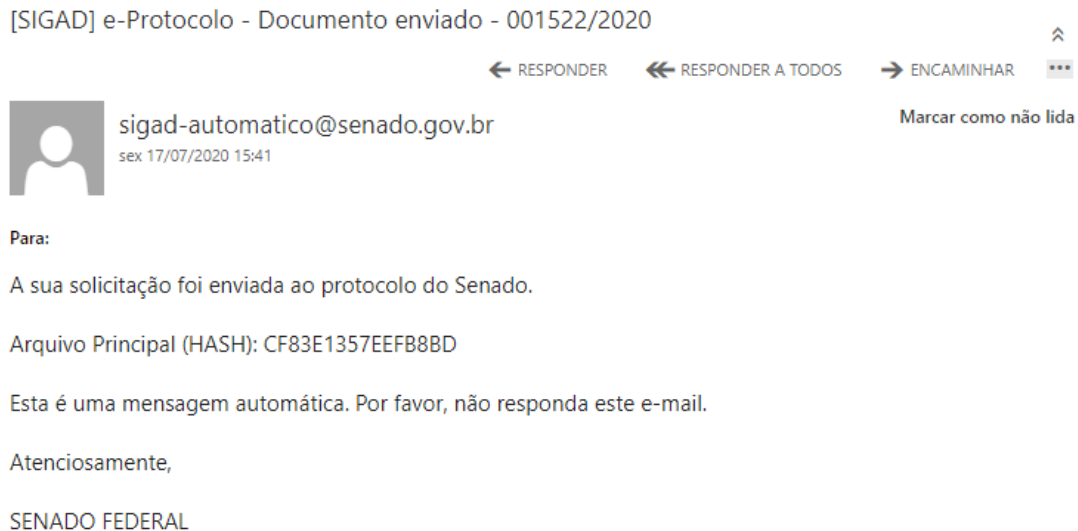 [SIGAD] e-Protocolo - Documento enviado - 001522/2020
RESPONDER RESPONDER A TODOS ENCAMINHAR
sigad-automatico@senado.gov.br
Marcar como não lida
sex 17/07/2020 15:41
Para:
A sua solicitação foi enviada ao protocolo do Senado.
Arquivo Principal (HASH): CF83E1357EEFB8BD
Esta é uma mensagem automática. Por favor, não responda este e-mail.
Atenciosamente,
SENADO FEDERAL